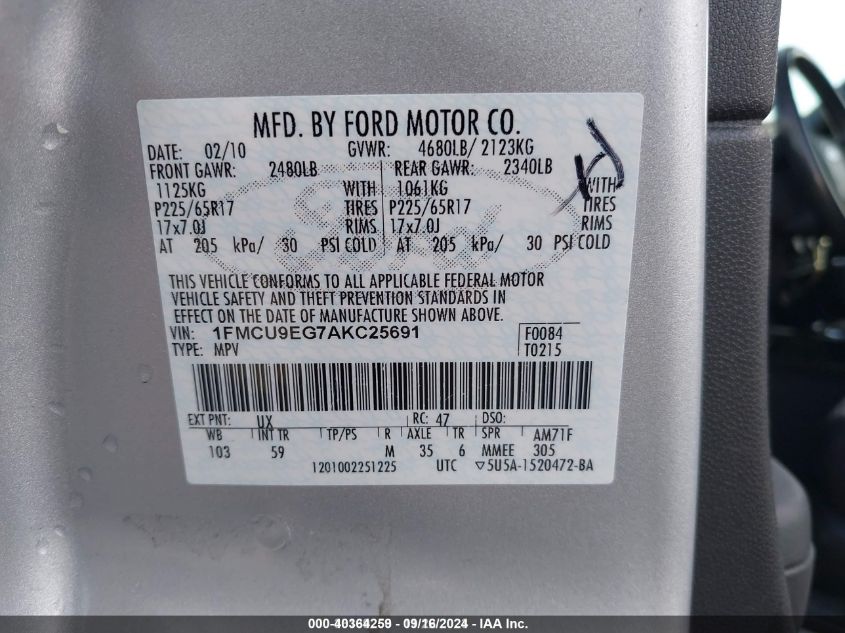 MFD. BY FORD MOTOR CO.
DATE: 02/10 GVWR: 4680LB/ 2123KG
FRONT GAWR: 2480LB REAR GAWR: 2340LB
1125KG WITH 1061KG WITH
P225/65R17 TIRES P225/65R17 TIRES
17x7.0J RIMS 17x7.0J RIMS
AT 205 kPa/ 30 PSI COLD AT 205 kPa/ 30 PSI COLD
Ford
THIS VEHICLE CONFORMS TO ALL APPLICABLE FEDERAL MOTOR
VEHICLE SAFETY AND THEFT PREVENTION STANDARDS IN
EFFECT ON THE DATE OF MANUFACTURE SHOWN ABOVE.
VIN: 1FMCU9EG7AKC25691 F0084
TYPE: MPV T0215
EXT PNT: UX RC: 47 DSO:
WB INT TR TP/PS R AXLE TR SPR AM71F
103 59 M 35 6 MMEE 305
1201002251225 UTC ▽5U5A-1520472-BA
000-40364259 - 09/16/2024 - IAA Inc.